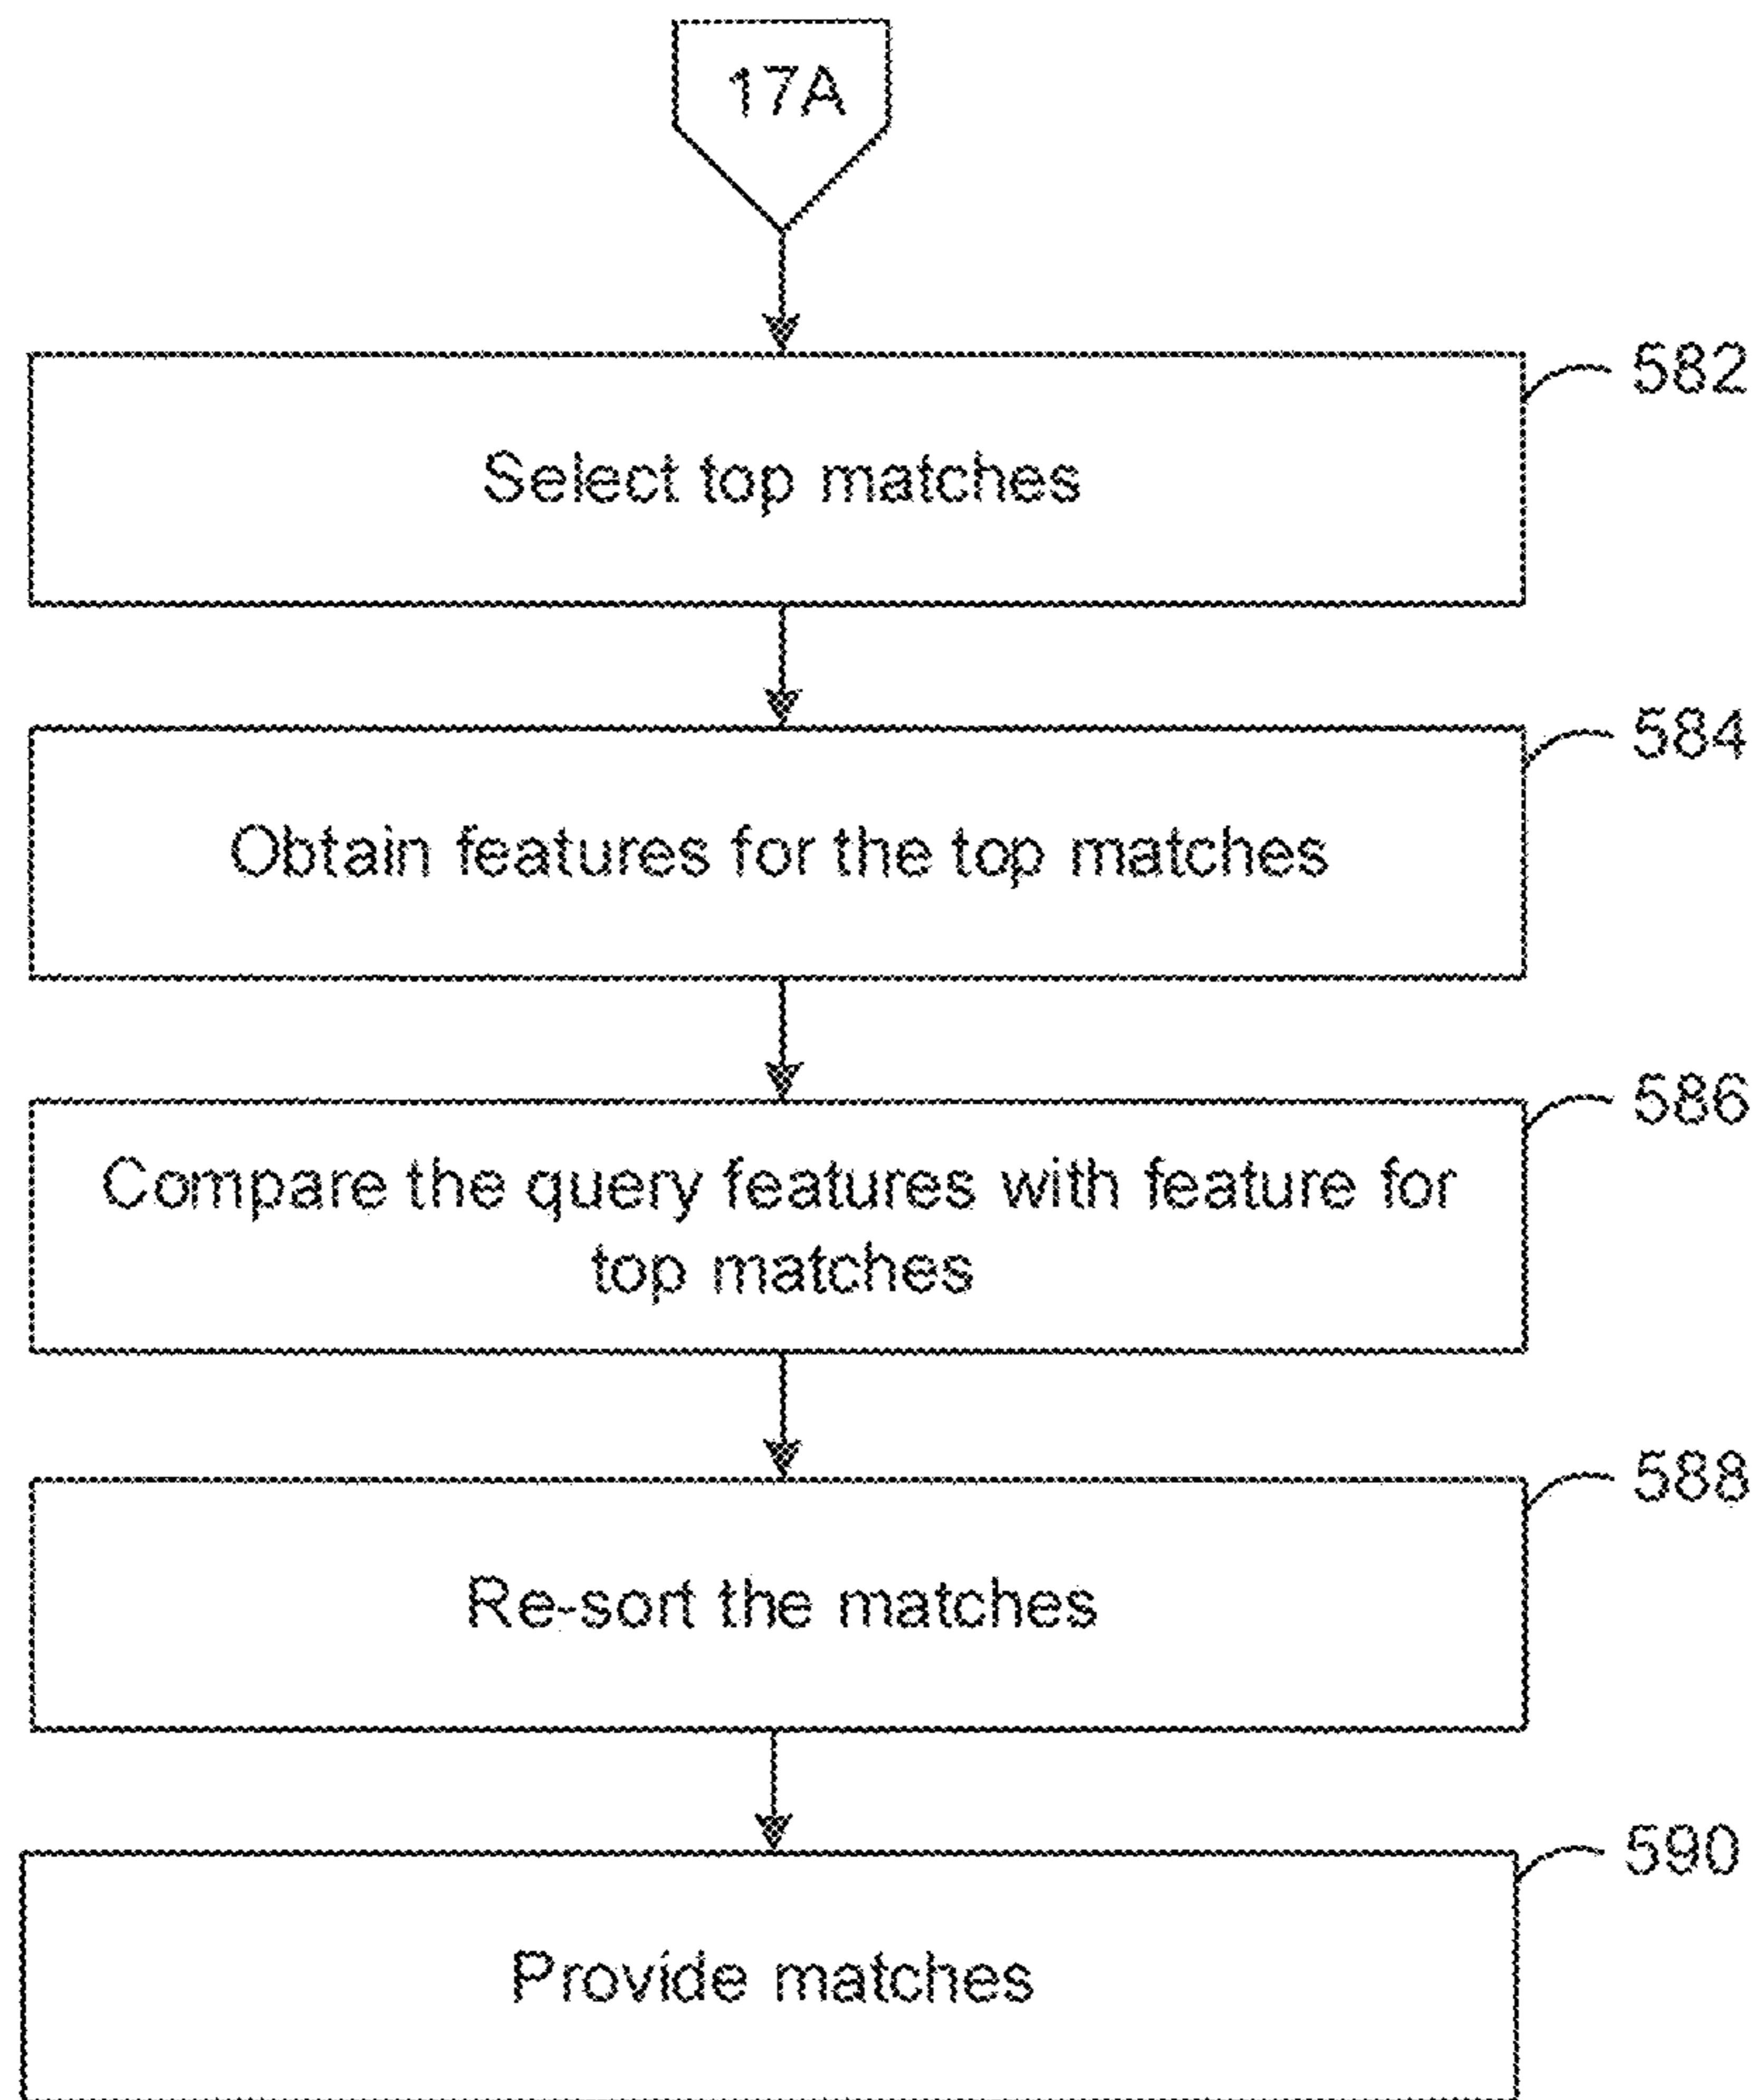 17A
582
Select top matches
584
Obtain features for the top matches
586
Compare the query features with feature for
top matches
588
Re-sort the matches
590
Provide matches